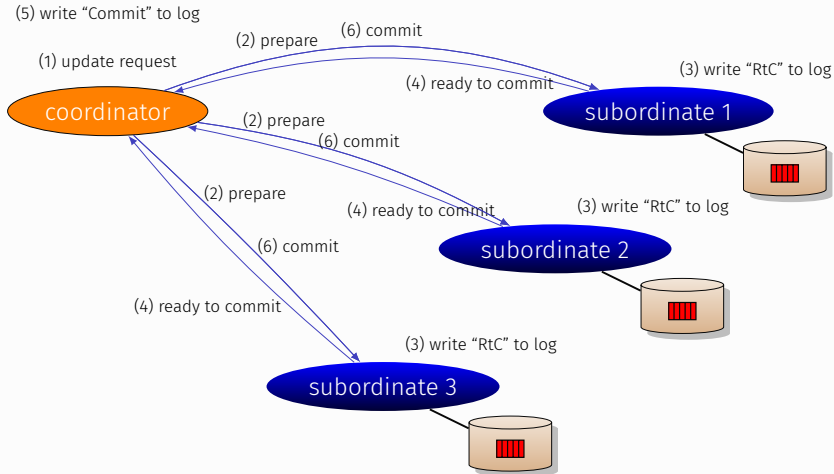 (5) write “Commit” to log
(6) commit
(2) prepare
(1) update request
(3) write “RtC” to log
(4) ready to commit
coordinator
subordinate 1
(2) prepare
(6) commit
(2) prepare
(4) ready to commit
(3) write “RtC” to log
(6) commit
subordinate 2
(4) ready to commit
(3) write “RtC” to log
subordinate 3